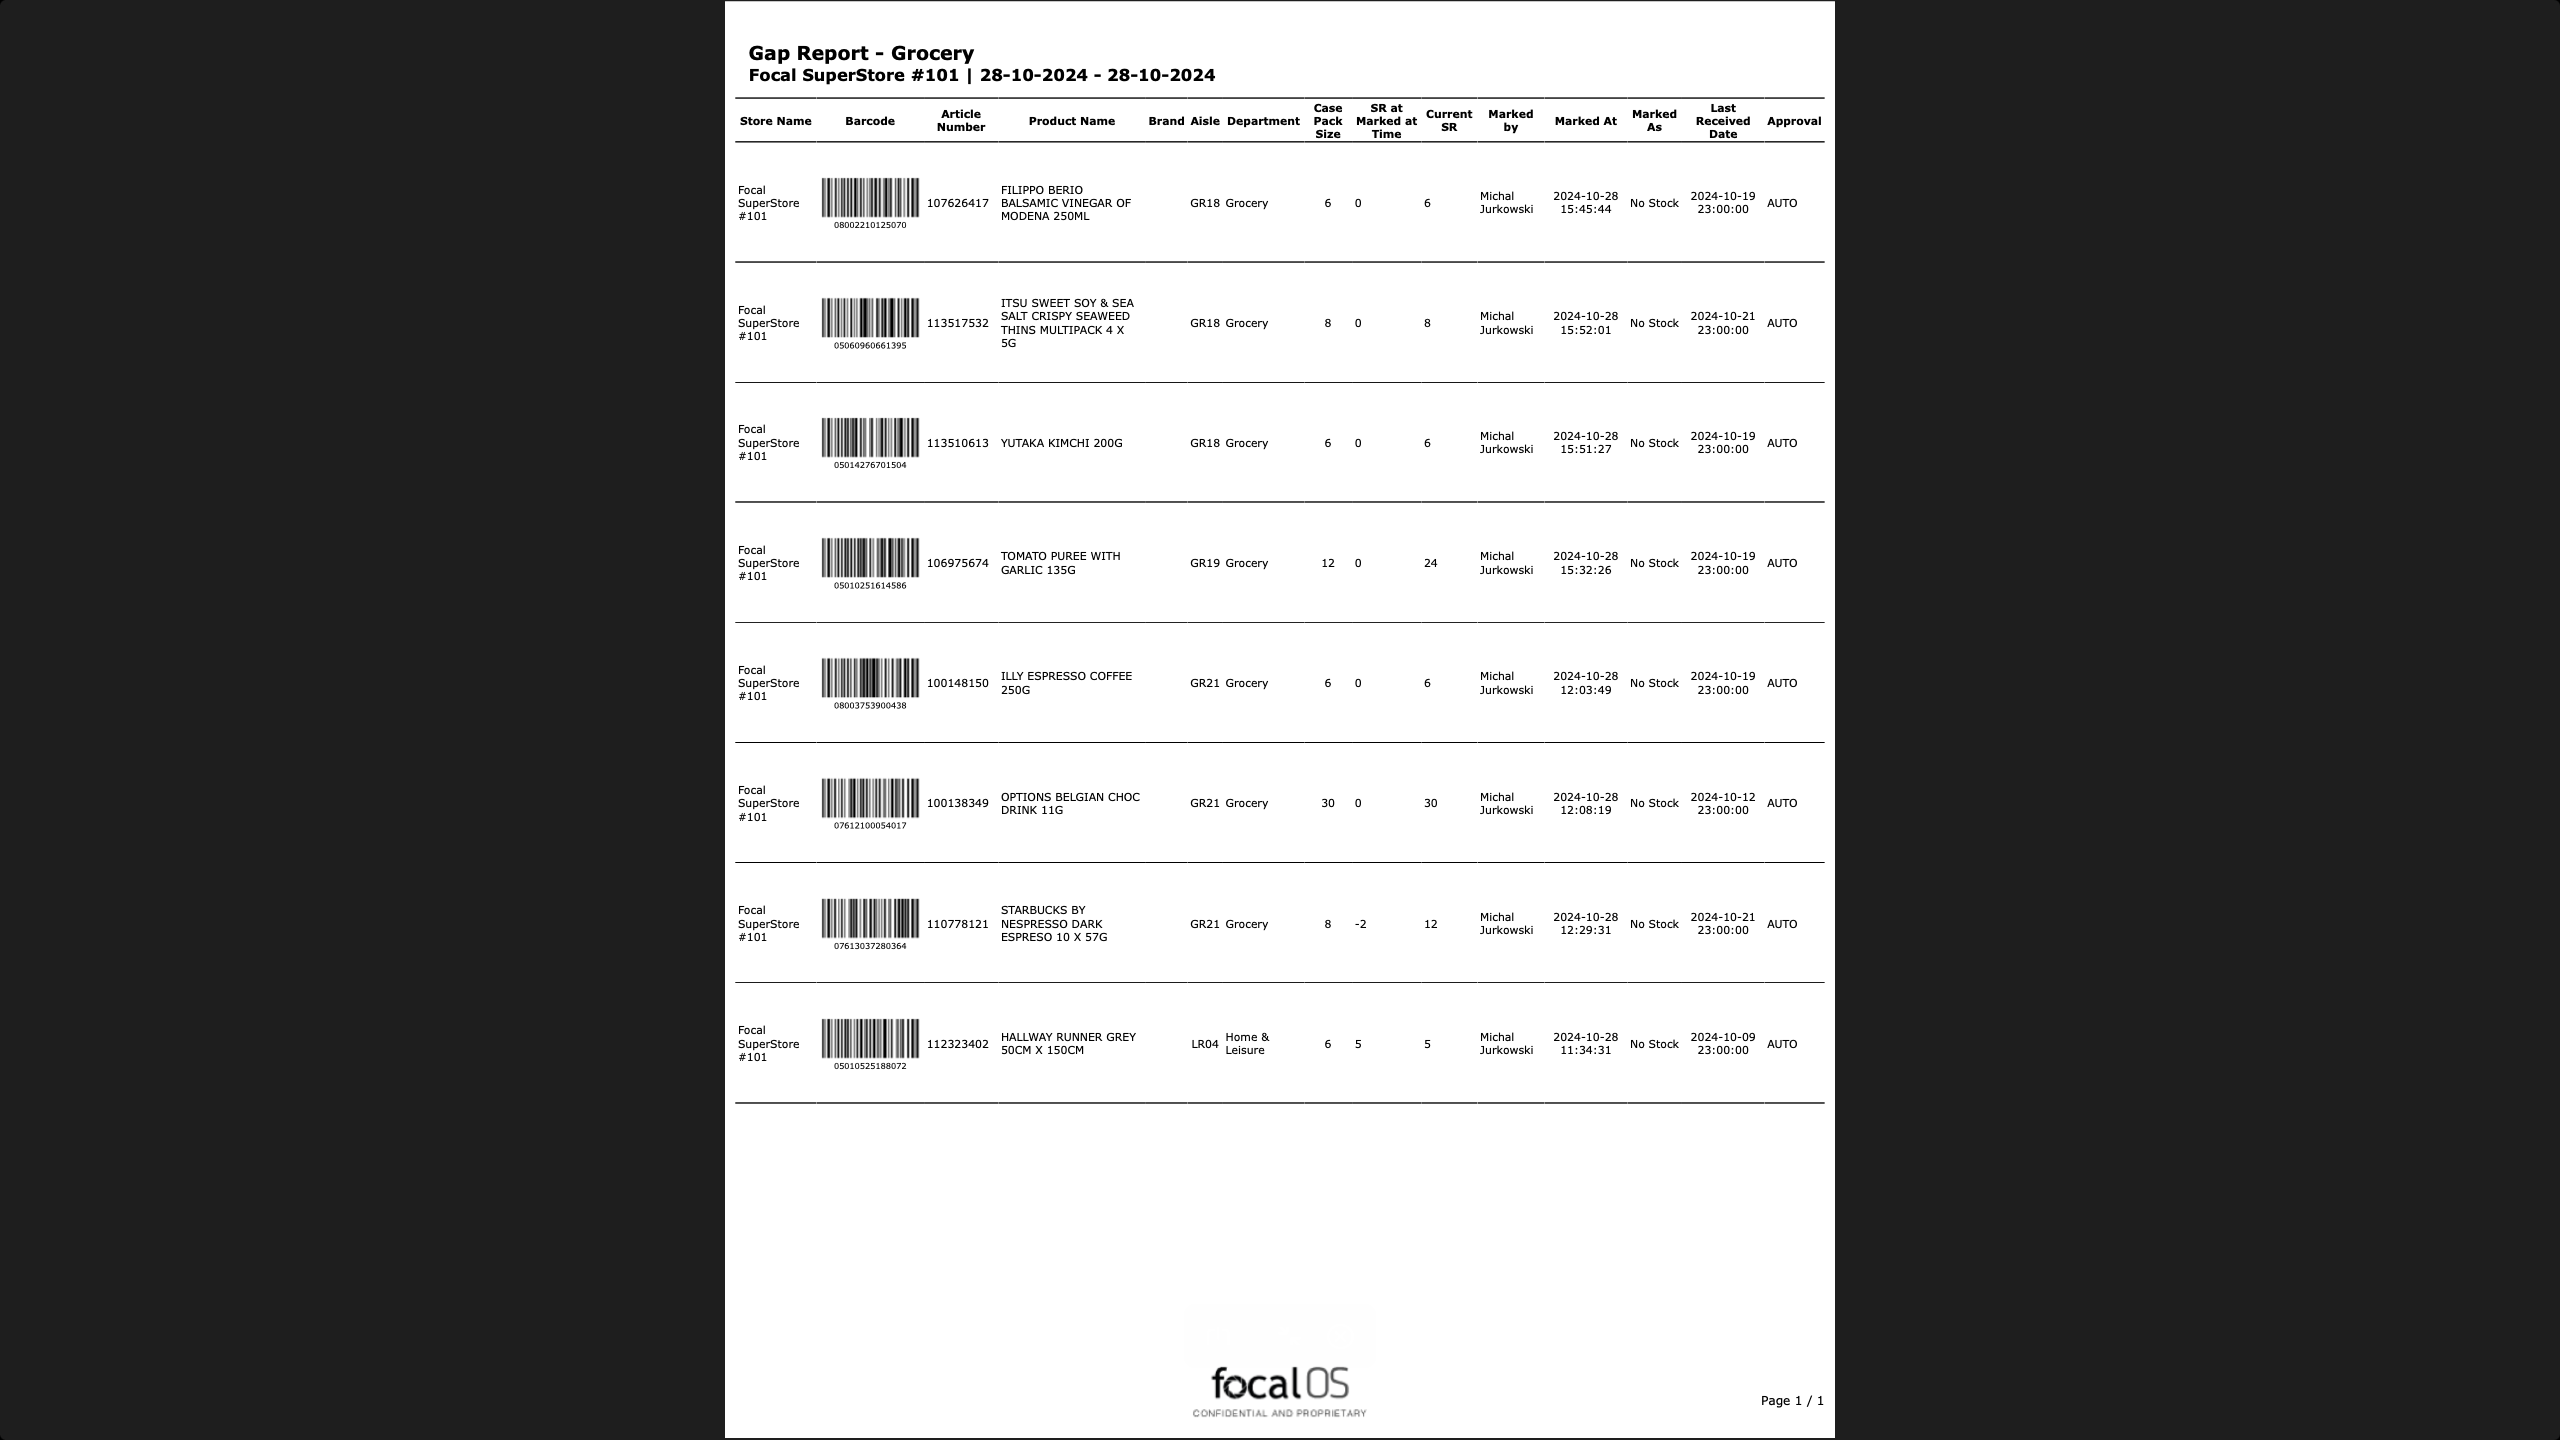 Gap Report - Grocery
Focal SuperStore #101 | 28-10-2024 - 28-10-2024
Store Name Barcode Article Number Product Name Brand Aisle Department Case Pack Size SR at Marked at Time Current SR Marked by Marked At Marked As Last Received Date Approval
Focal SuperStore #101 08002210125070 107626417 FILIPPO BERIO BALSAMIC VINEGAR OF MODENA 250ML GR18 Grocery 6 0 6 Michal Jurkowski 2024-10-28 15:45:44 No Stock 2024-10-19 23:00:00 AUTO
Focal SuperStore #101 05060960661395 113517532 ITSU SWEET SOY & SEA SALT CRISPY SEAWEED THINS MULTIPACK 4 X 5G GR18 Grocery 8 0 8 Michal Jurkowski 2024-10-28 15:52:01 No Stock 2024-10-21 23:00:00 AUTO
Focal SuperStore #101 05014276701504 113510613 YUTAKA KIMCHI 200G GR18 Grocery 6 0 6 Michal Jurkowski 2024-10-28 15:51:27 No Stock 2024-10-19 23:00:00 AUTO
Focal SuperStore #101 05010251614586 106975674 TOMATO PUREE WITH GARLIC 135G GR19 Grocery 12 0 24 Michal Jurkowski 2024-10-28 15:32:26 No Stock 2024-10-19 23:00:00 AUTO
Focal SuperStore #101 08003753900438 100148150 ILLY ESPRESSO COFFEE 250G GR21 Grocery 6 0 6 Michal Jurkowski 2024-10-28 12:03:49 No Stock 2024-10-19 23:00:00 AUTO
Focal SuperStore #101 07612100054017 100138349 OPTIONS BELGIAN CHOC DRINK 11G GR21 Grocery 30 0 30 Michal Jurkowski 2024-10-28 12:08:19 No Stock 2024-10-12 23:00:00 AUTO
Focal SuperStore #101 07613037280364 110778121 STARBUCKS BY NESPRESSO DARK ESPRESO 10 X 57G GR21 Grocery 8 -2 12 Michal Jurkowski 2024-10-28 12:29:31 No Stock 2024-10-21 23:00:00 AUTO
Focal SuperStore #101 05010525188072 112323402 HALLWAY RUNNER GREY 50CM X 150CM LR04 Home & Leisure 6 5 5 Michal Jurkowski 2024-10-28 11:34:31 No Stock 2024-10-09 23:00:00 AUTO
focalOS
CONFIDENTIAL AND PROPRIETARY
Page 1 / 1